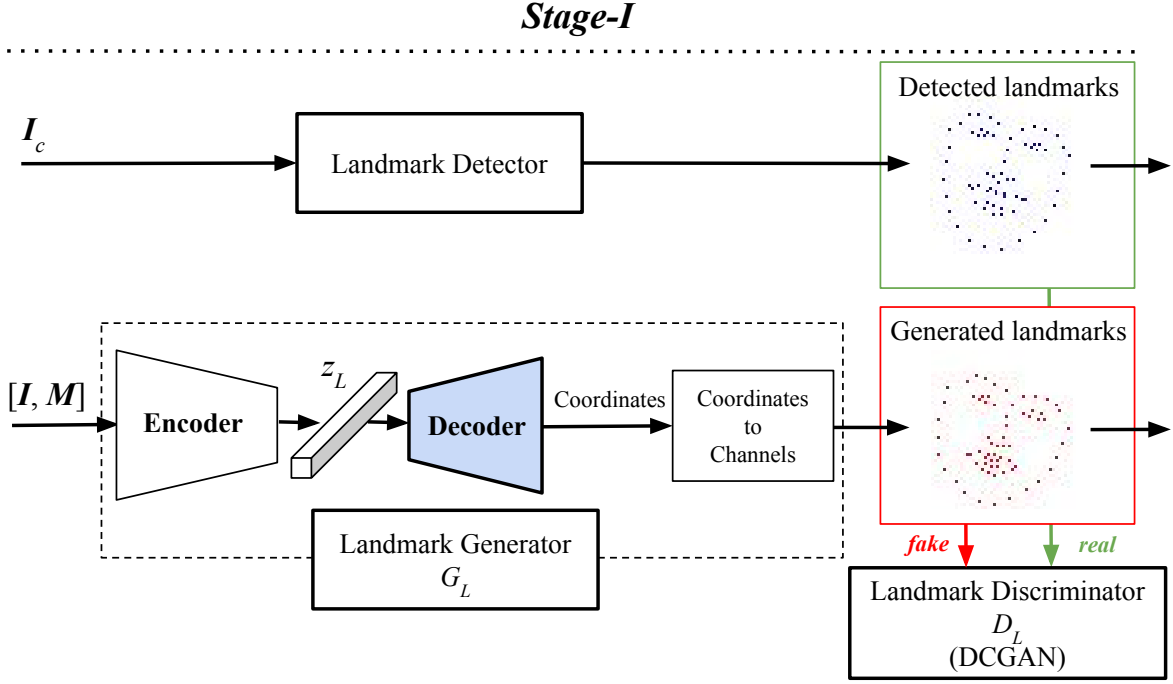 Stage-I
Detected landmarks
I_c
Landmark Detector
Generated landmarks
[I, M]
Encoder
z_L
Decoder
Coordinates
Coordinates
to
Channels
Landmark Generator
G_L
fake
real
Landmark Discriminator
D_L
(DCGAN)